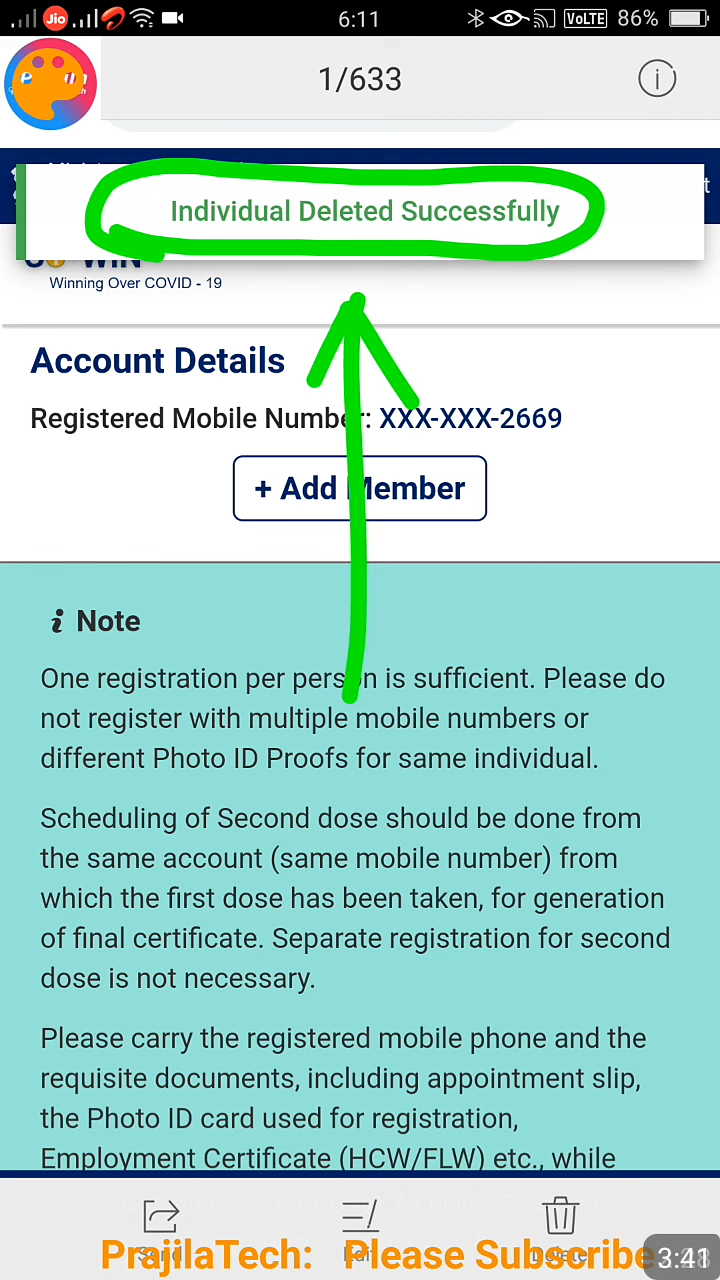 Jio
6:11
VoLTE
86%
1/633
Individual Deleted Successfully
WIN
Winning Over COVID - 19
Account Details
Registered Mobile Number: XXX-XXX-2669
+ Add Member
i Note
One registration per person is sufficient. Please do
not register with multiple mobile numbers or
different Photo ID Proofs for same individual.
Scheduling of Second dose should be done from
the same account (same mobile number) from
which the first dose has been taken, for generation
of final certificate. Separate registration for second
dose is not necessary.
Please carry the registered mobile phone and the
requisite documents, including appointment slip,
the Photo ID card used for registration,
Employment Certificate (HCW/FLW) etc., while
PrajilaTech: Please Subscribe
3:41